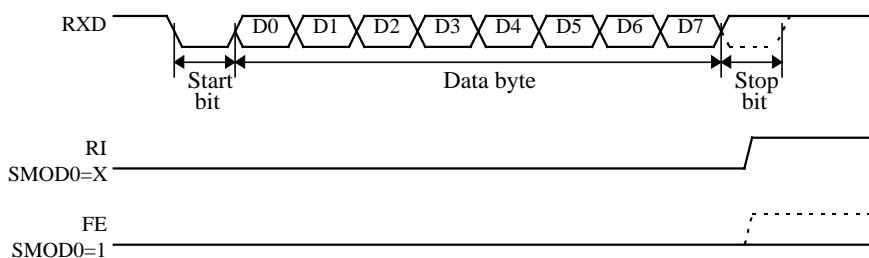 RXD D0 D1 D2 D3 D4 D5 D6 D7
Start Data byte Stop
bit bit
RI
SMOD0=X
FE
SMOD0=1